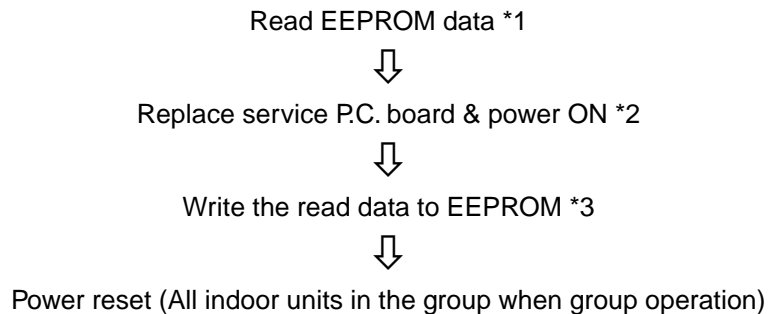 Read EEPROM data *1
Replace service P.C. board & power ON *2
Write the read data to EEPROM *3
Power reset (All indoor units in the group when group operation)